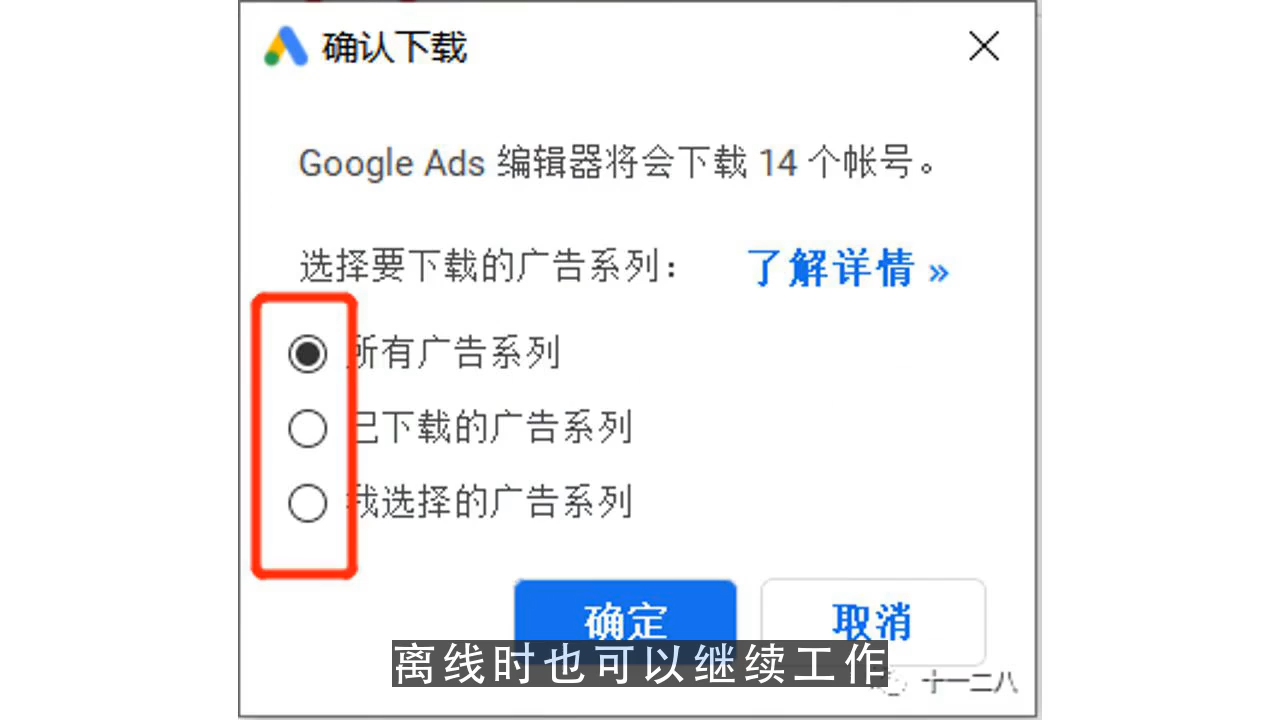 确认下载
Google Ads 编辑器将会下载 14 个帐号。
选择要下载的广告系列： 了解详情 »
所有广告系列
已下载的广告系列
我选择的广告系列
确定 取消
离线时也可以继续工作
十一二八